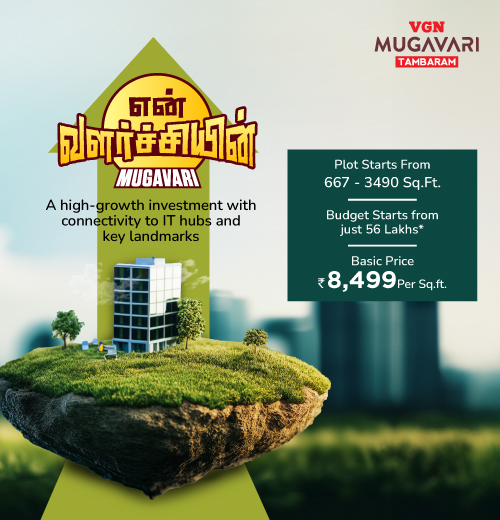 VGN
MUGAVARI
TAMBARAM
என்
வளர்ச்சியின்
MUGAVARI
A high-growth investment with
connectivity to IT hubs and
key landmarks
Plot Starts From
667 - 3490 Sq.Ft.
Budget Starts from
just 56 Lakhs*
Basic Price
₹8,499 Per Sq.ft.